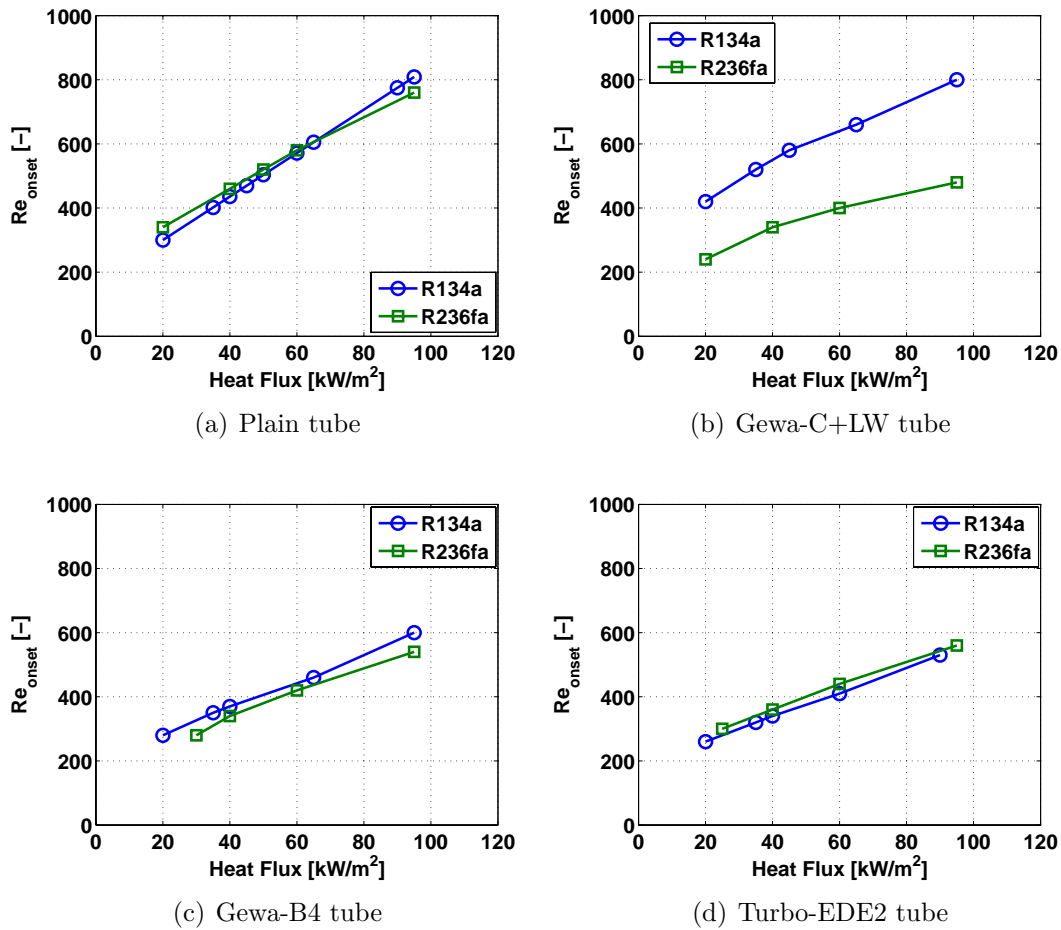 1000
800
600
400
200
0
Re_onset [−]
R134a
R236fa
0 20 40 60 80 100 120
Heat Flux [kW/m²]
(a) Plain tube
1000
800
600
400
200
0
Re_onset [−]
R134a
R236fa
0 20 40 60 80 100 120
Heat Flux [kW/m²]
(b) Gewa-C+LW tube
1000
800
600
400
200
0
Re_onset [−]
R134a
R236fa
0 20 40 60 80 100 120
Heat Flux [kW/m²]
(c) Gewa-B4 tube
1000
800
600
400
200
0
Re_onset [−]
R134a
R236fa
0 20 40 60 80 100 120
Heat Flux [kW/m²]
(d) Turbo-EDE2 tube